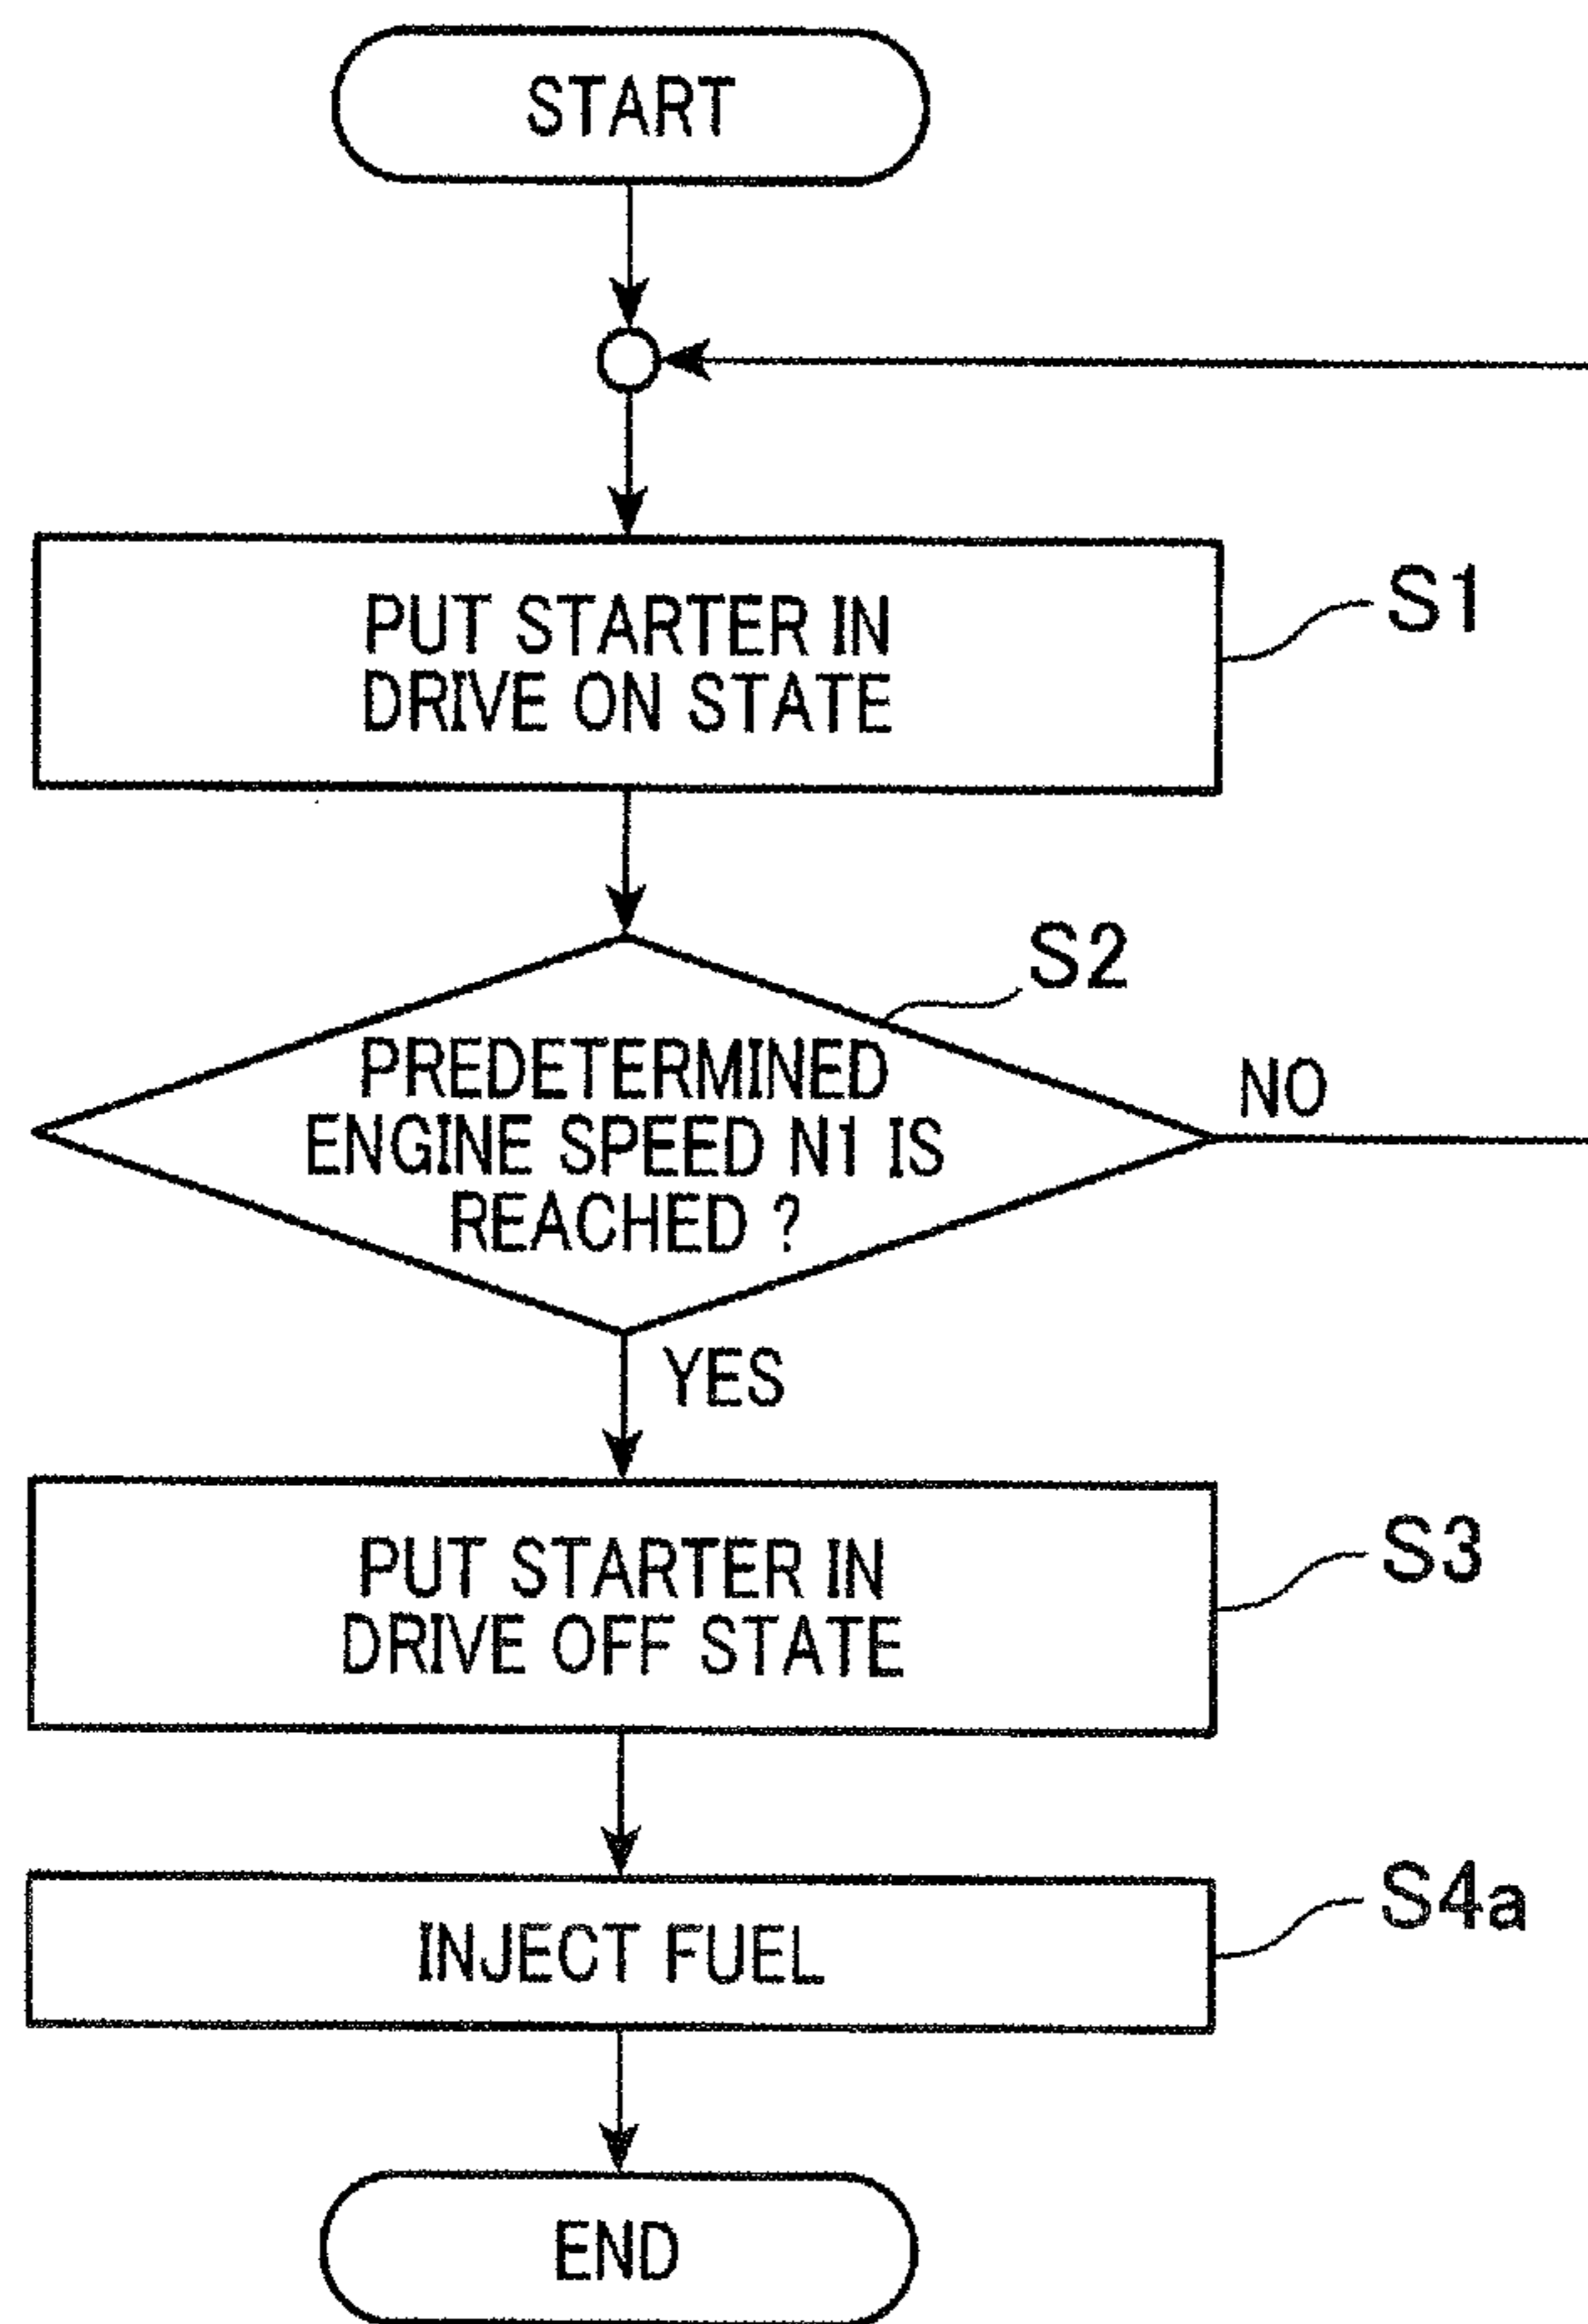 START
PUT STARTER IN
DRIVE ON STATE
S1
S2
PREDETERMINED
ENGINE SPEED N1 IS
REACHED ?
NO
YES
PUT STARTER IN
DRIVE OFF STATE
S3
INJECT FUEL
S4a
END